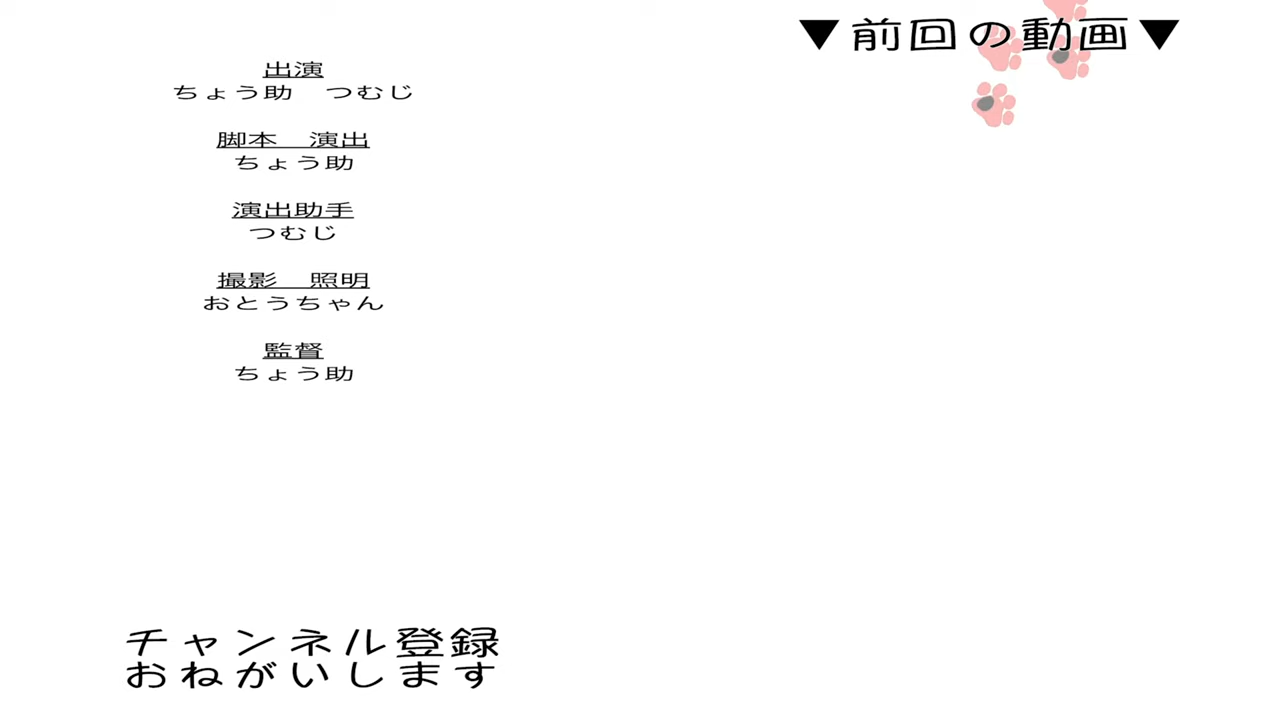 ▼前回の動画▼
出演
ちょう助　つむじ
脚本　演出
ちょう助
演出助手
つむじ
撮影　照明
おとうちゃん
監督
ちょう助
チャンネル登録
おねがいします